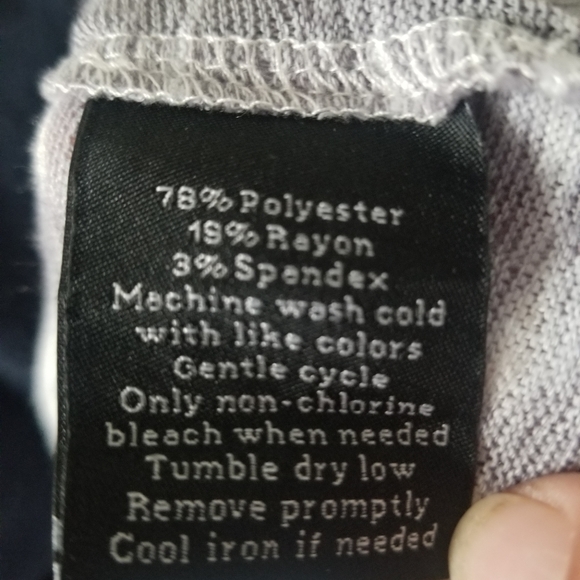 78% Polyester
19% Rayon
3% Spandex
Machine wash cold
with like colors
Gentle cycle
Only non-chlorine
bleach when needed
Tumble dry low
Remove promptly
Cool iron if needed